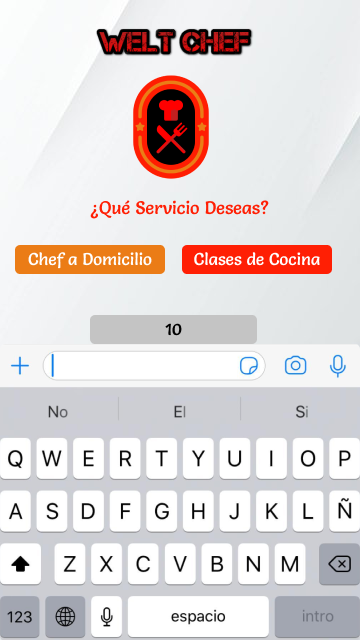 WELT CHEF
¿Qué Servicio Deseas?
Chef a Domicilio Clases de Cocina
10
No El Si
Q W E R T Y U I O P
A S D F G H J K L Ñ
Z X C V B N M
123 espacio intro